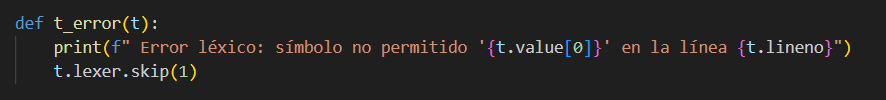 def t_error(t):
    print(f" Error léxico: símbolo no permitido '{t.value[0]}' en la línea {t.lineno}")
    t.lexer.skip(1)